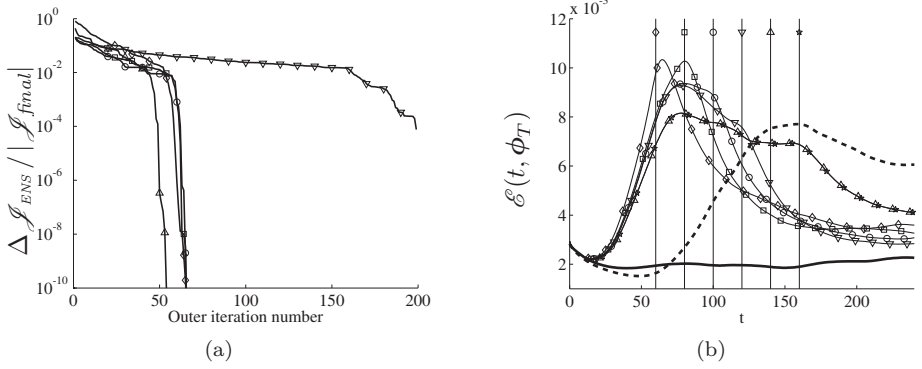 10^0
10^-2
10^-4
10^-6
10^-8
10^-10
Δ 𝒥_ENS / |𝒥_final|
0 50 100 150 200
Outer iteration number
(a)
10 × 10^-3
8
6
4
2
ℰ(t, ϕ_T)
0 50 100 150 200
t
(b)